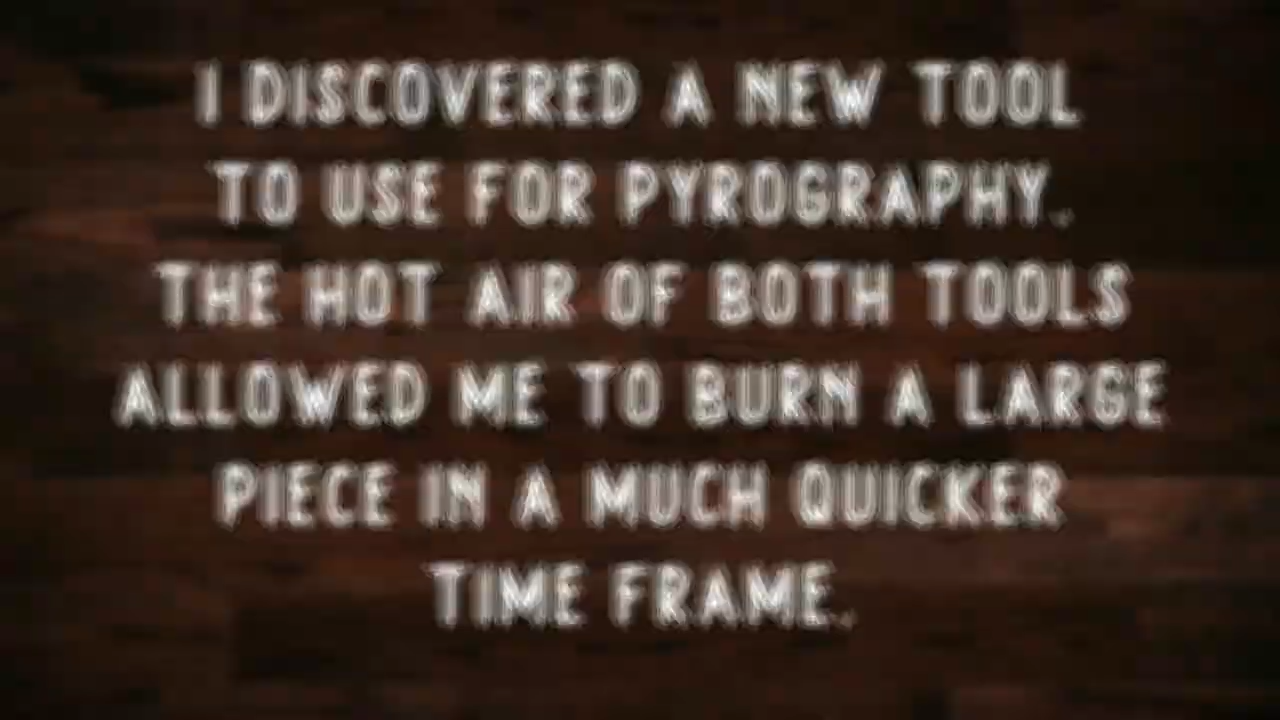 I DISCOVERED A NEW TOOL
TO USE FOR PYROGRAPHY.
THE HOT AIR OF BOTH TOOLS
ALLOWED ME TO BURN A LARGE
PIECE IN A MUCH QUICKER
TIME FRAME.